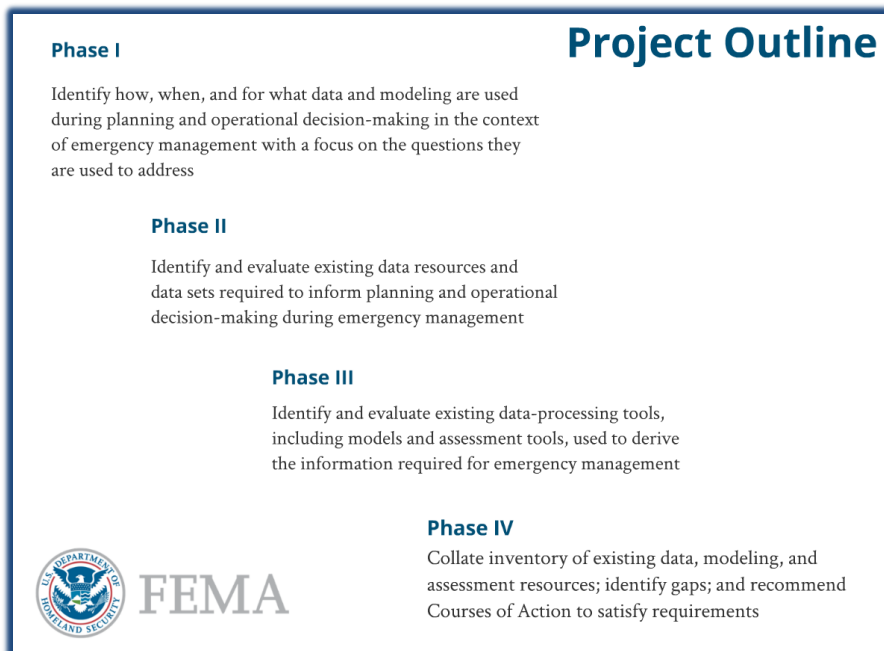 Project Outline
Phase I
Identify how, when, and for what data and modeling are used
during planning and operational decision-making in the context
of emergency management with a focus on the questions they
are used to address
Phase II
Identify and evaluate existing data resources and
data sets required to inform planning and operational
decision-making during emergency management
Phase III
Identify and evaluate existing data-processing tools,
including models and assessment tools, used to derive
the information required for emergency management
Phase IV
Collate inventory of existing data, modeling, and
assessment resources; identify gaps; and recommend
Courses of Action to satisfy requirements
U.S. DEPARTMENT OF
HOMELAND SECURITY
FEMA